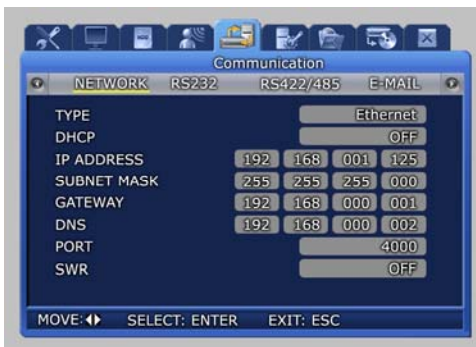 Communication
NETWORK RS232 RS422/485 E-MAIL
TYPE Ethernet
DHCP OFF
IP ADDRESS 192 168 001 125
SUBNET MASK 255 255 255 000
GATEWAY 192 168 000 001
DNS 192 168 000 002
PORT 4000
SWR OFF
MOVE: SELECT: ENTER EXIT: ESC